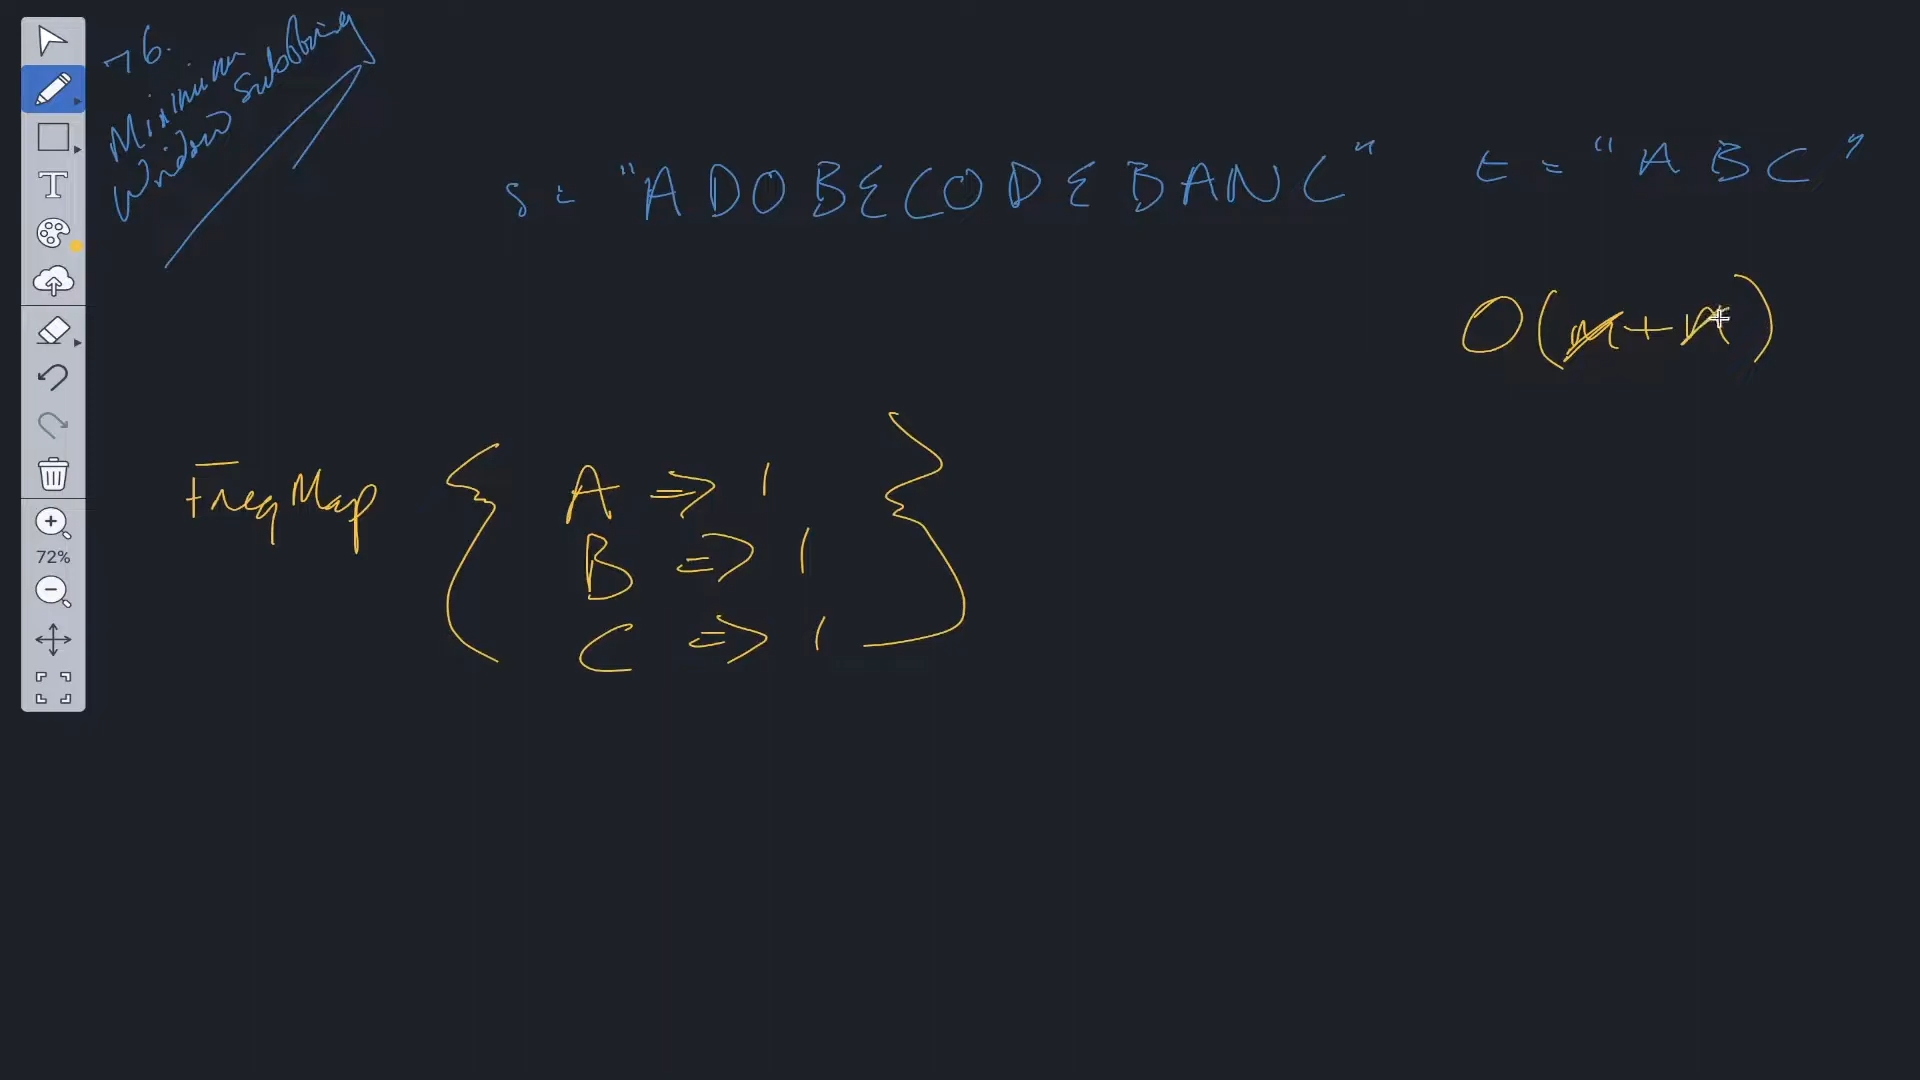 76.
Minimum
Window Substring
s = "ADOBECODEBANC" t = "ABC"
O(m+n)
FreqMap { A => 1
B => 1
C => 1 }
T
72%